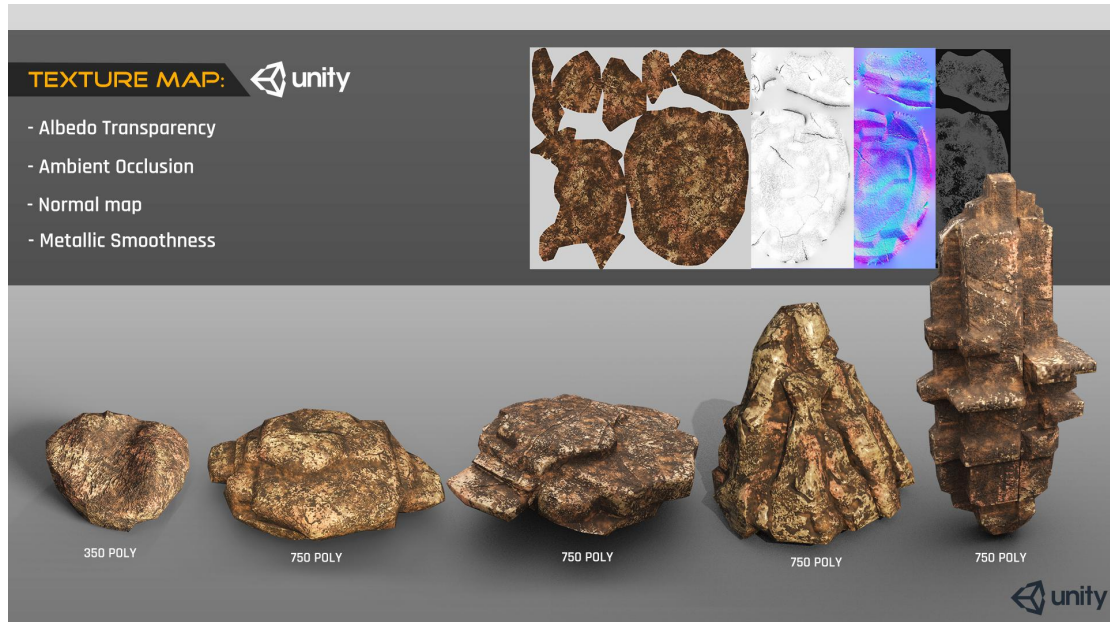 TEXTURE MAP:
unity
- Albedo Transparency
- Ambient Occlusion
- Normal map
- Metallic Smoothness
350 POLY
750 POLY
750 POLY
750 POLY
750 POLY
unity